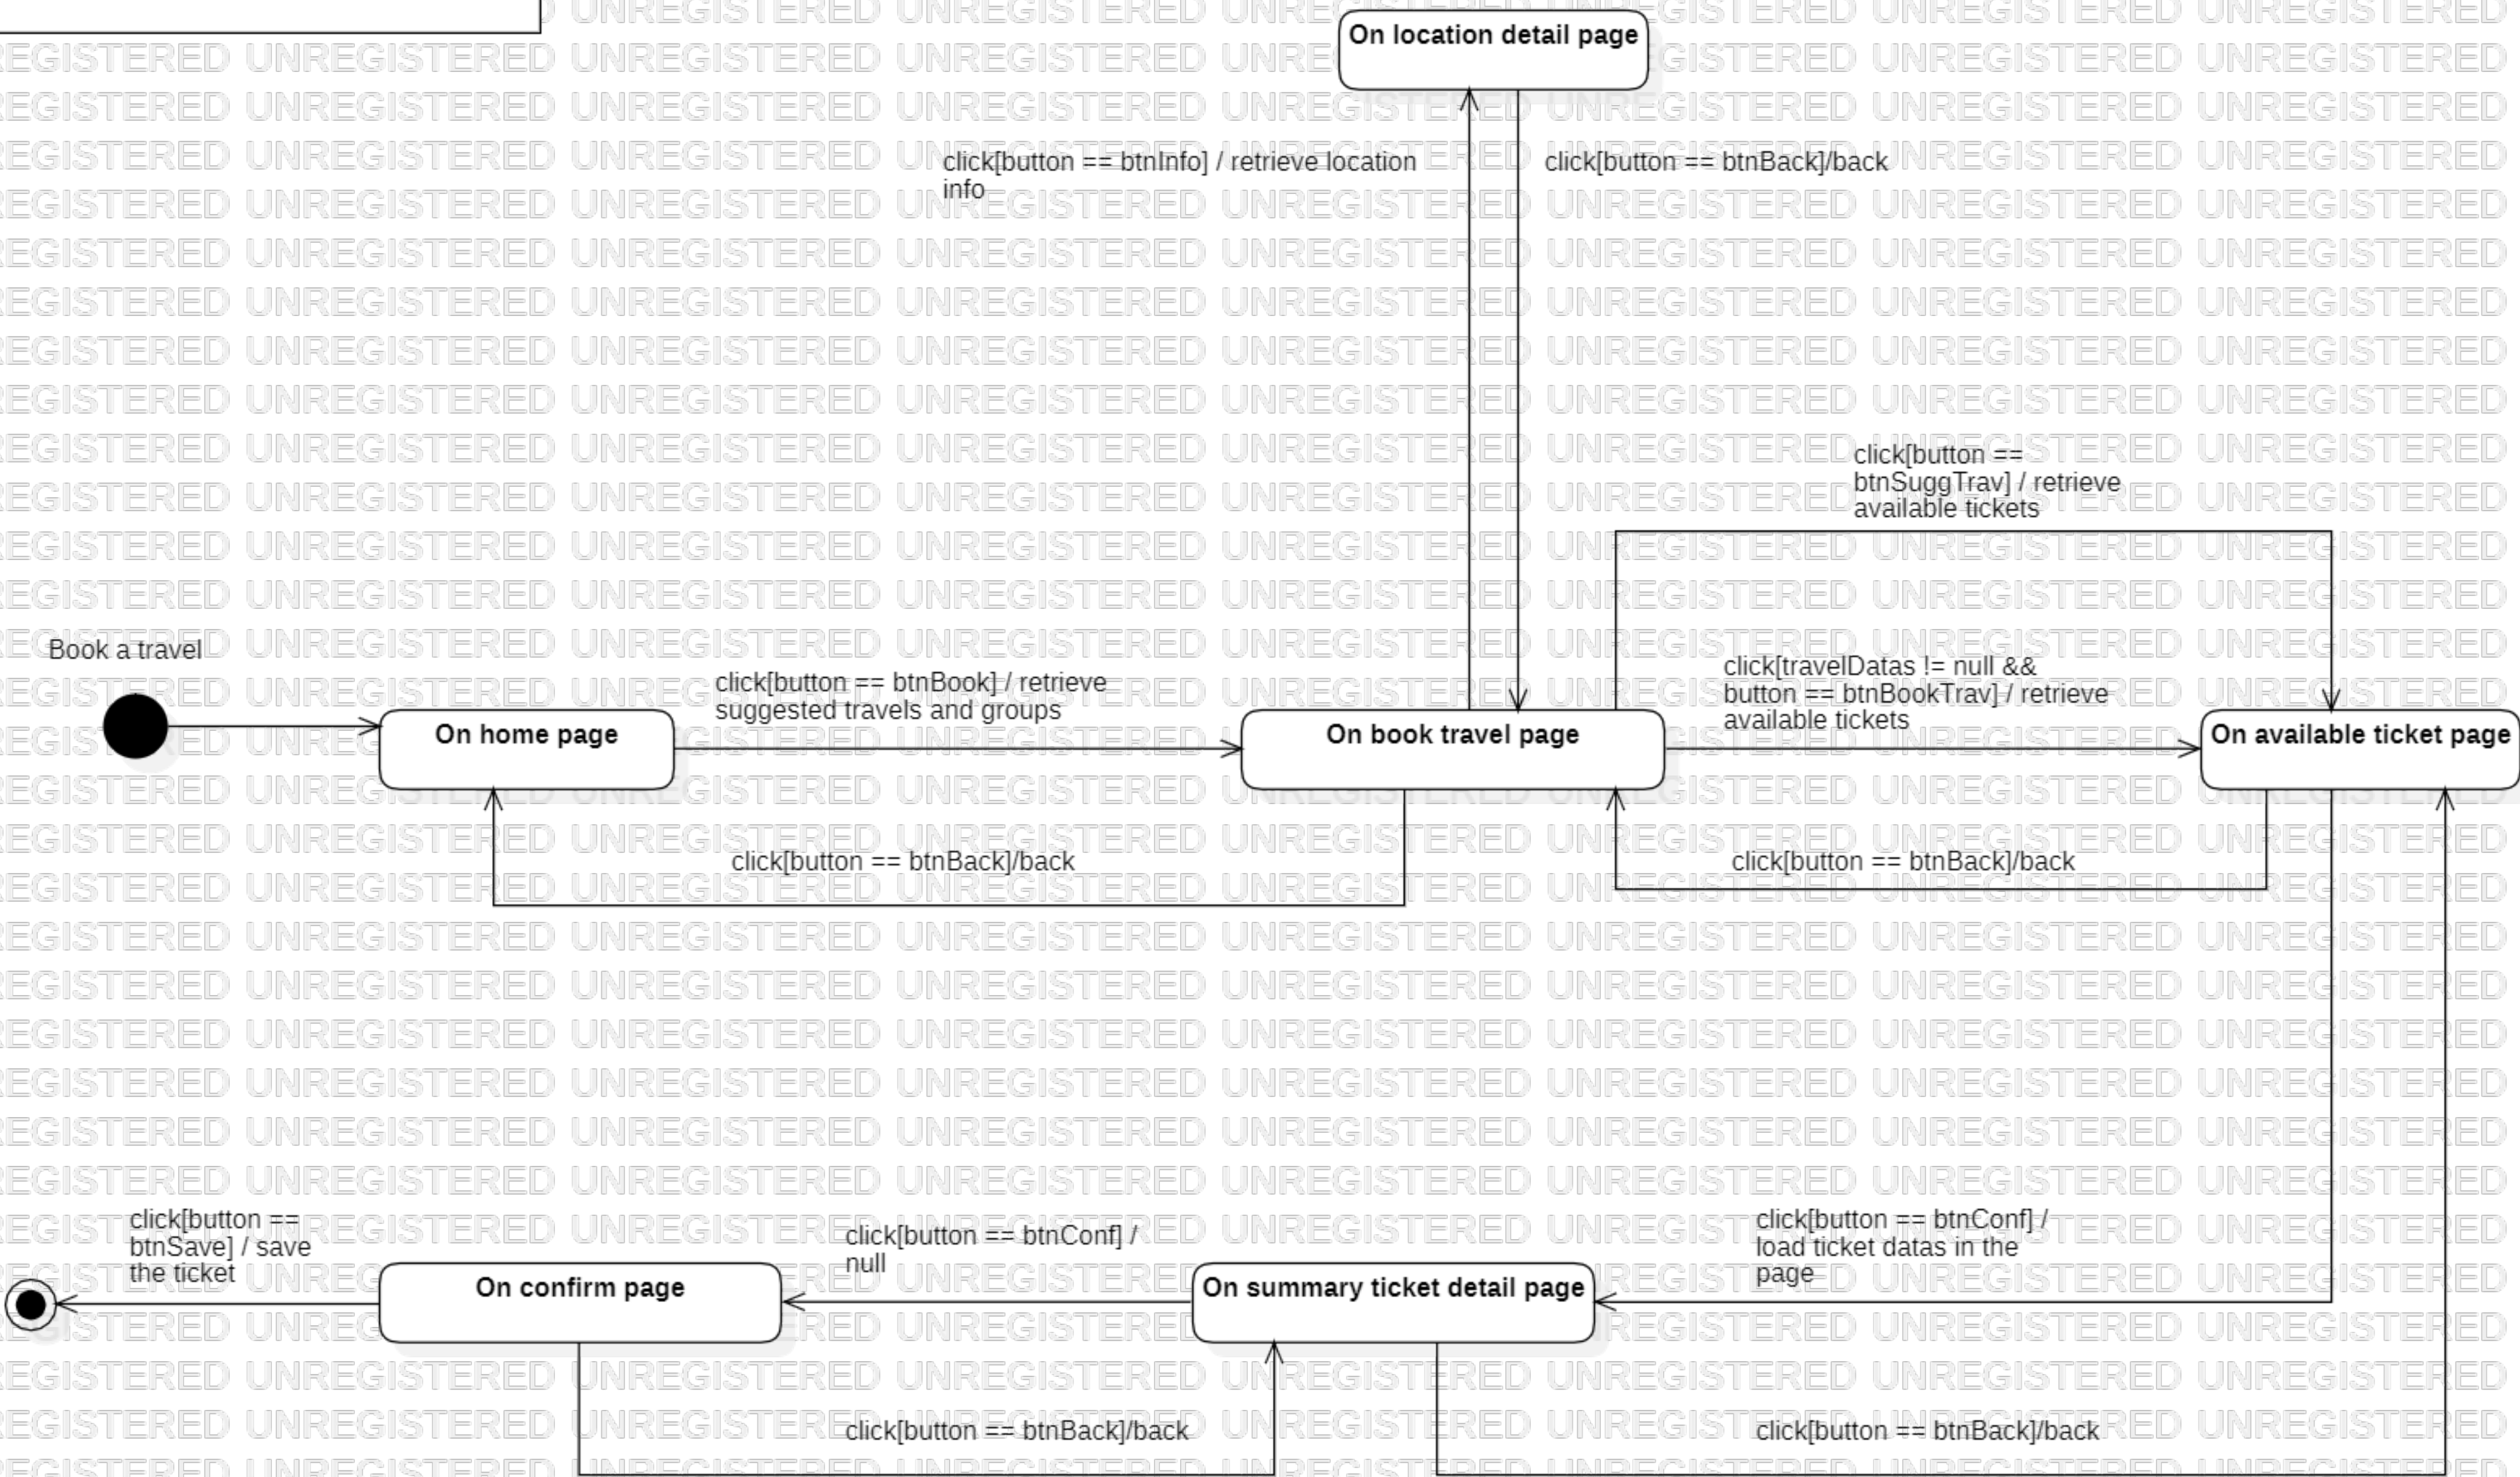 On location detail page
click[button == btnInfo] / retrieve location
info
click[button == btnBack]/back
click[button ==
btnSuggTrav] / retrieve
available tickets
Book a travel
click[button == btnBook] / retrieve
suggested travels and groups
click[travelDatas != null &&
button == btnBookTrav] / retrieve
available tickets
On home page
On book travel page
On available ticket page
click[button == btnBack]/back
click[button == btnBack]/back
click[button ==
btnSave] / save
the ticket
click[button == btnConf] /
null
click[button == btnConf] /
load ticket datas in the
page
On confirm page
On summary ticket detail page
click[button == btnBack]/back
click[button == btnBack]/back
UNREGISTERED